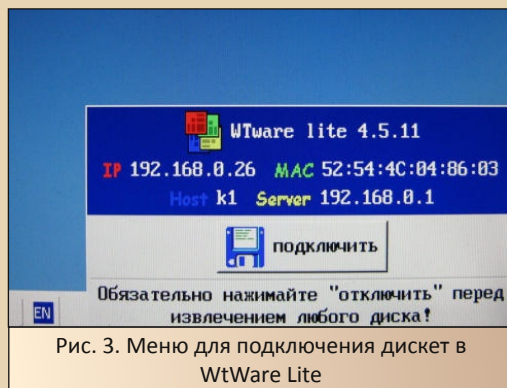 WTware lite 4.5.11
IP 192.168.0.26 MAC 52:54:4C:04:86:03
Host k1 Server 192.168.0.1
подключить
Обязательно нажимайте "отключить" перед
извлечением любого диска!
EN
Рис. 3. Меню для подключения дискет в
WtWare Lite